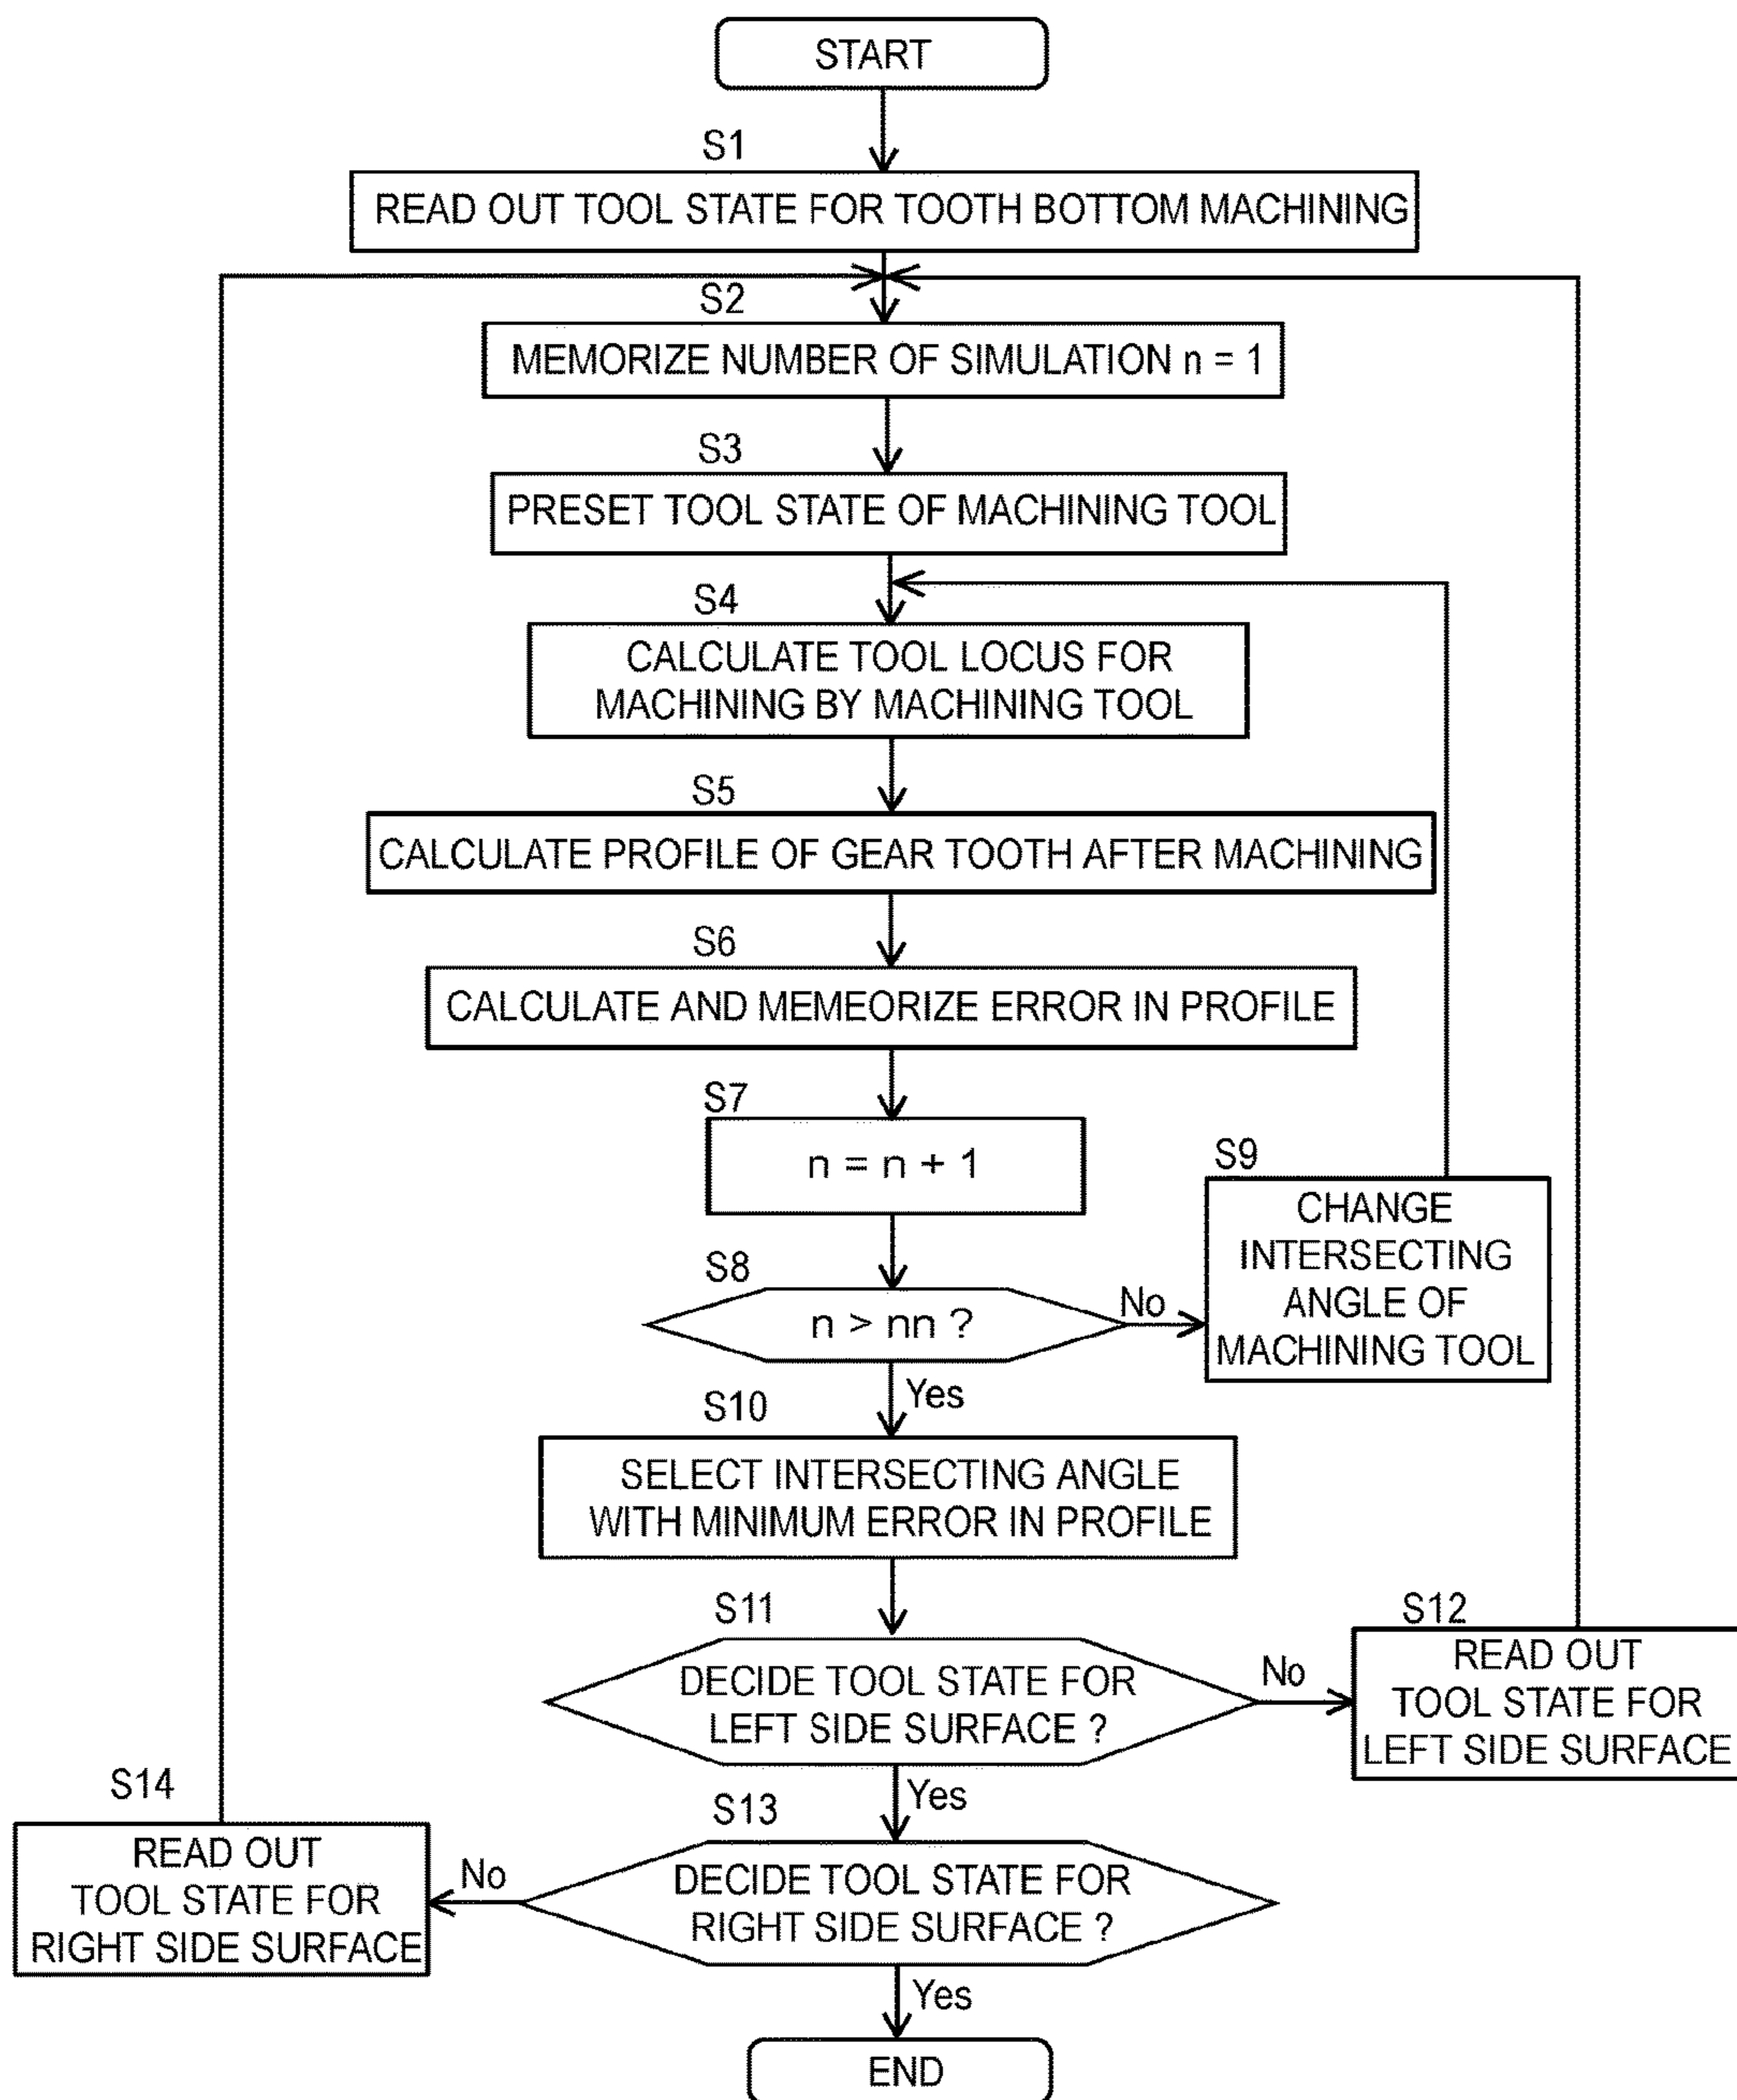 START
S1
READ OUT TOOL STATE FOR TOOTH BOTTOM MACHINING
S2
MEMORIZE NUMBER OF SIMULATION n = 1
S3
PRESET TOOL STATE OF MACHINING TOOL
S4
CALCULATE TOOL LOCUS FOR
MACHINING BY MACHINING TOOL
S5
CALCULATE PROFILE OF GEAR TOOTH AFTER MACHINING
S6
CALCULATE AND MEMEORIZE ERROR IN PROFILE
S7
n = n + 1
S8
n > nn ?
No
S9
CHANGE
INTERSECTING
ANGLE OF
MACHINING TOOL
Yes
S10
SELECT INTERSECTING ANGLE
WITH MINIMUM ERROR IN PROFILE
S11
DECIDE TOOL STATE FOR
LEFT SIDE SURFACE ?
No
S12
READ OUT
TOOL STATE FOR
LEFT SIDE SURFACE
Yes
S13
DECIDE TOOL STATE FOR
RIGHT SIDE SURFACE ?
No
S14
READ OUT
TOOL STATE FOR
RIGHT SIDE SURFACE
Yes
END